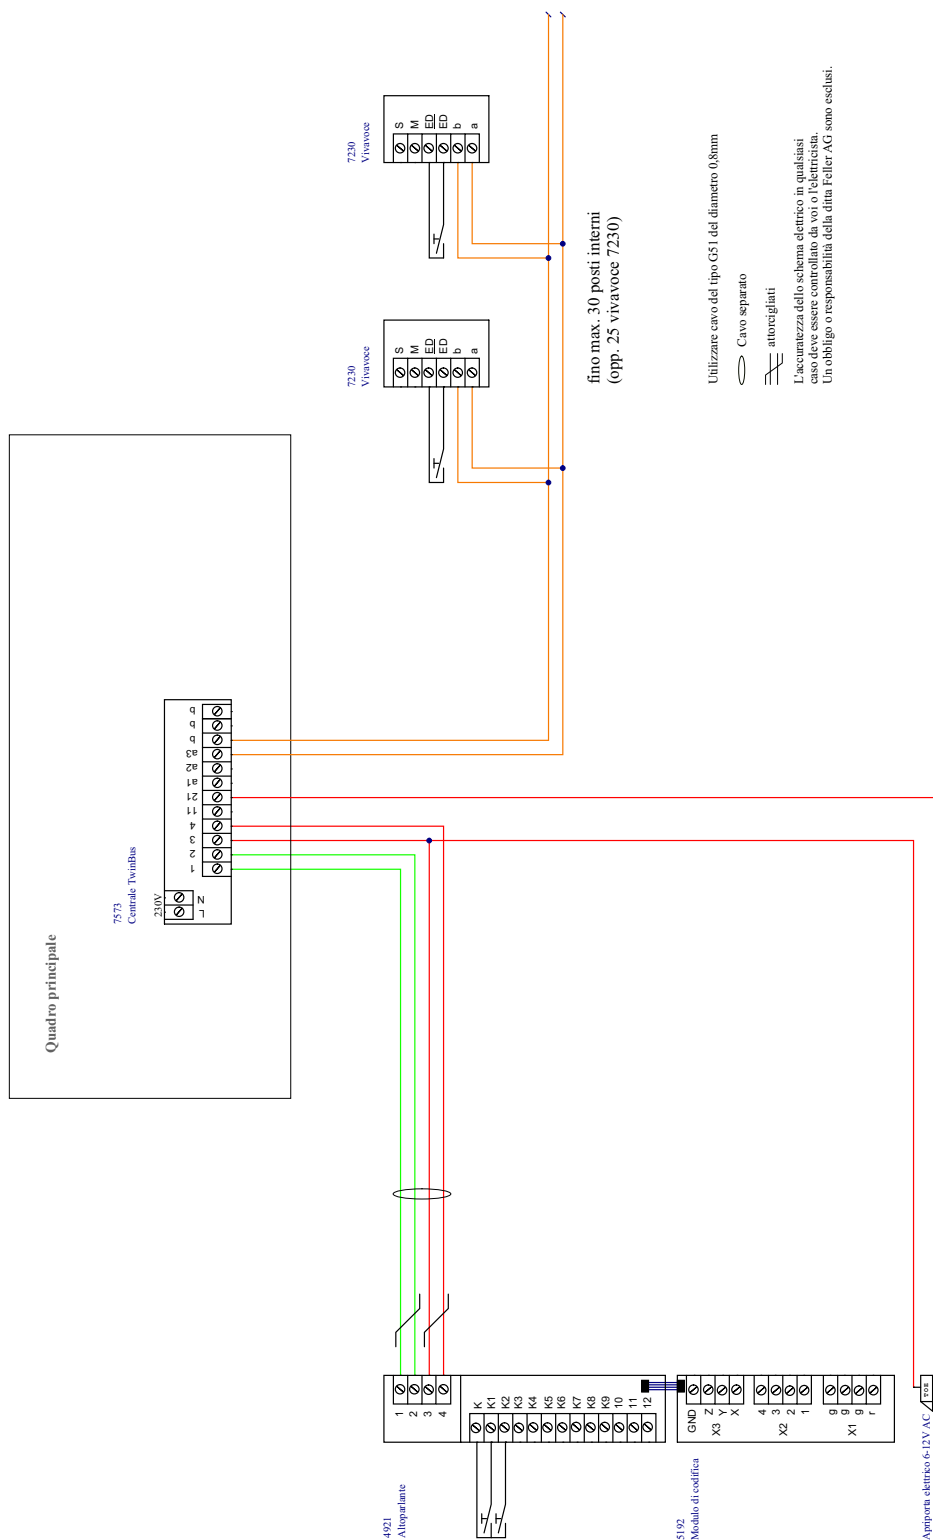 Quadro principale
7573
Centrale TwinBus
230V
L
N
1
2
3
4
11
21
a1
a2
a3
b
b
b
7230
Vivavoce
S
M
ED
ED
b
a
7230
Vivavoce
S
M
ED
ED
b
a
fino max. 30 posti interni
(opp. 25 vivavoce 7230)
Utilizzare cavo del tipo G51 del diametro 0,8mm
Cavo separato
attorcigliati
L'accuratezza dello schema elettrico in qualsiasi
caso deve essere controllato da voi o l'elettricista.
Un obbligo o responsabilità della ditta Feller AG sono esclusi.
4921
Altoparlante
1
2
3
4
K
K1
K2
K3
K4
K5
K6
K7
K8
K9
10
11
12
5192
Modulo di codifica
GND
Z
Y
X
X3
4
3
2
1
X2
g
g
g
r
X1
Apriporta elettrico 6-12V AC
TOE